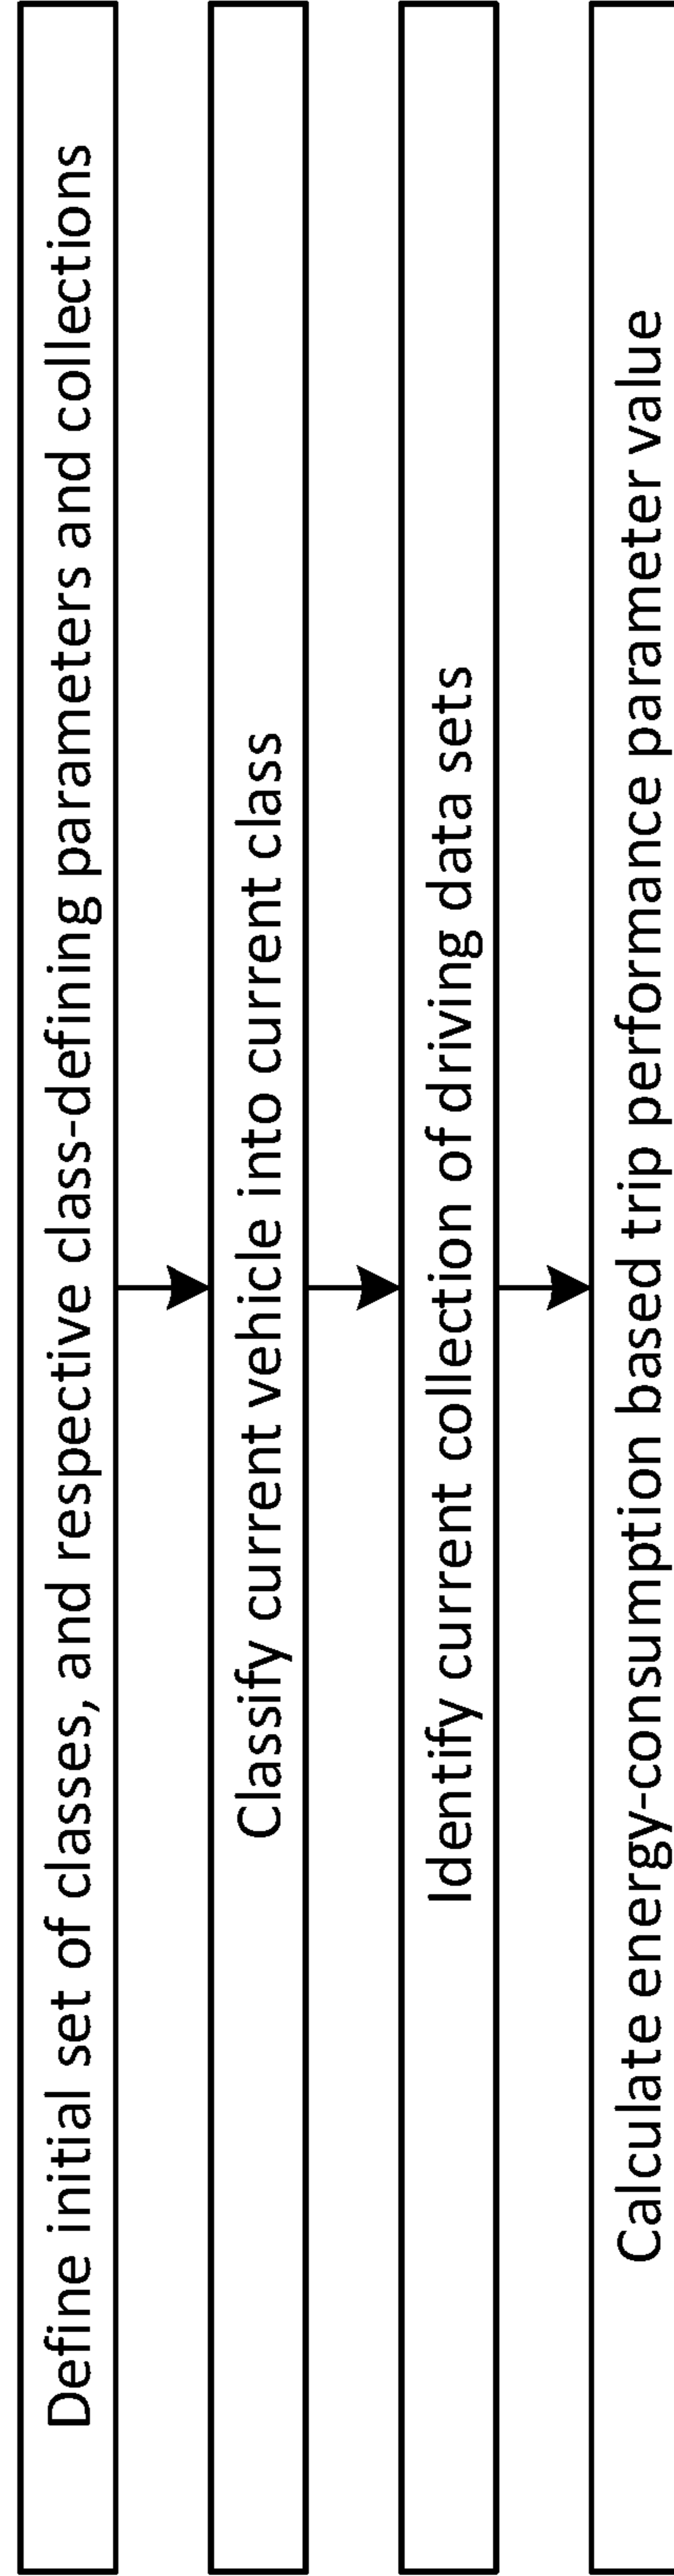 Define initial set of classes, and respective class-defining parameters and collections
Classify current vehicle into current class
Identify current collection of driving data sets
Calculate energy-consumption based trip performance parameter value